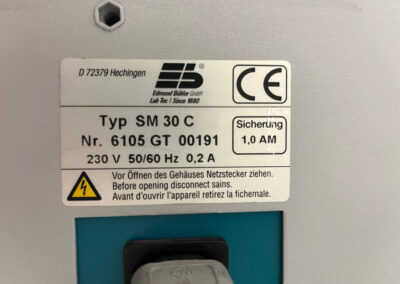 D 72379 Hechingen
EB ®
Edmund Bühler GmbH
Lab Tec / Since 1890
CE
Typ SM 30 C
Nr. 6105 GT 00191
230 V 50/60 Hz 0,2 A
Sicherung
1,0 AM
Vor Öffnen des Gehäuses Netzstecker ziehen.
Before opening disconnect sains.
Avant d'ouvrir l'appareil retirez la fichemale.